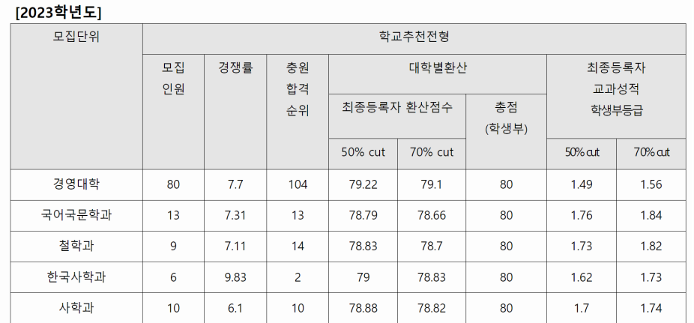 [2023학년도]
모집단위 학교추천전형
모집 인원 경쟁률 충원 합격 순위 대학별환산 최종등록자 교과성적 학생부등급
최종등록자 환산점수 총점 (학생부)
50% cut 70% cut 50% cut 70% cut
경영대학 80 7.7 104 79.22 79.1 80 1.49 1.56
국어국문학과 13 7.31 13 78.79 78.66 80 1.76 1.84
철학과 9 7.11 14 78.83 78.7 80 1.73 1.82
한국사학과 6 9.83 2 79 78.83 80 1.62 1.73
사학과 10 6.1 10 78.88 78.82 80 1.7 1.74